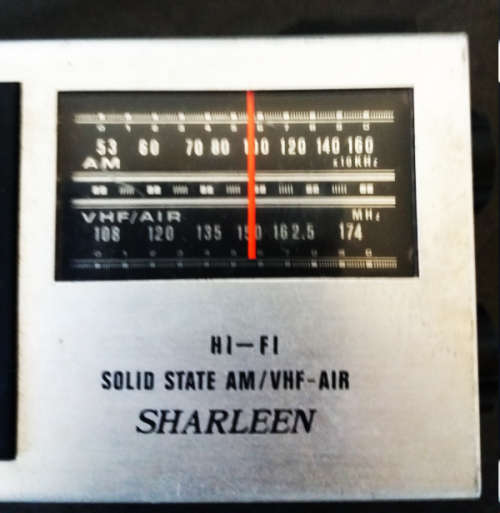 53 60 70 80 100 120 140 160
AM x10KHz
VHF/AIR MHz
108 120 135 150 162.5 174
HI-FI
SOLID STATE AM/VHF-AIR
SHARLEEN